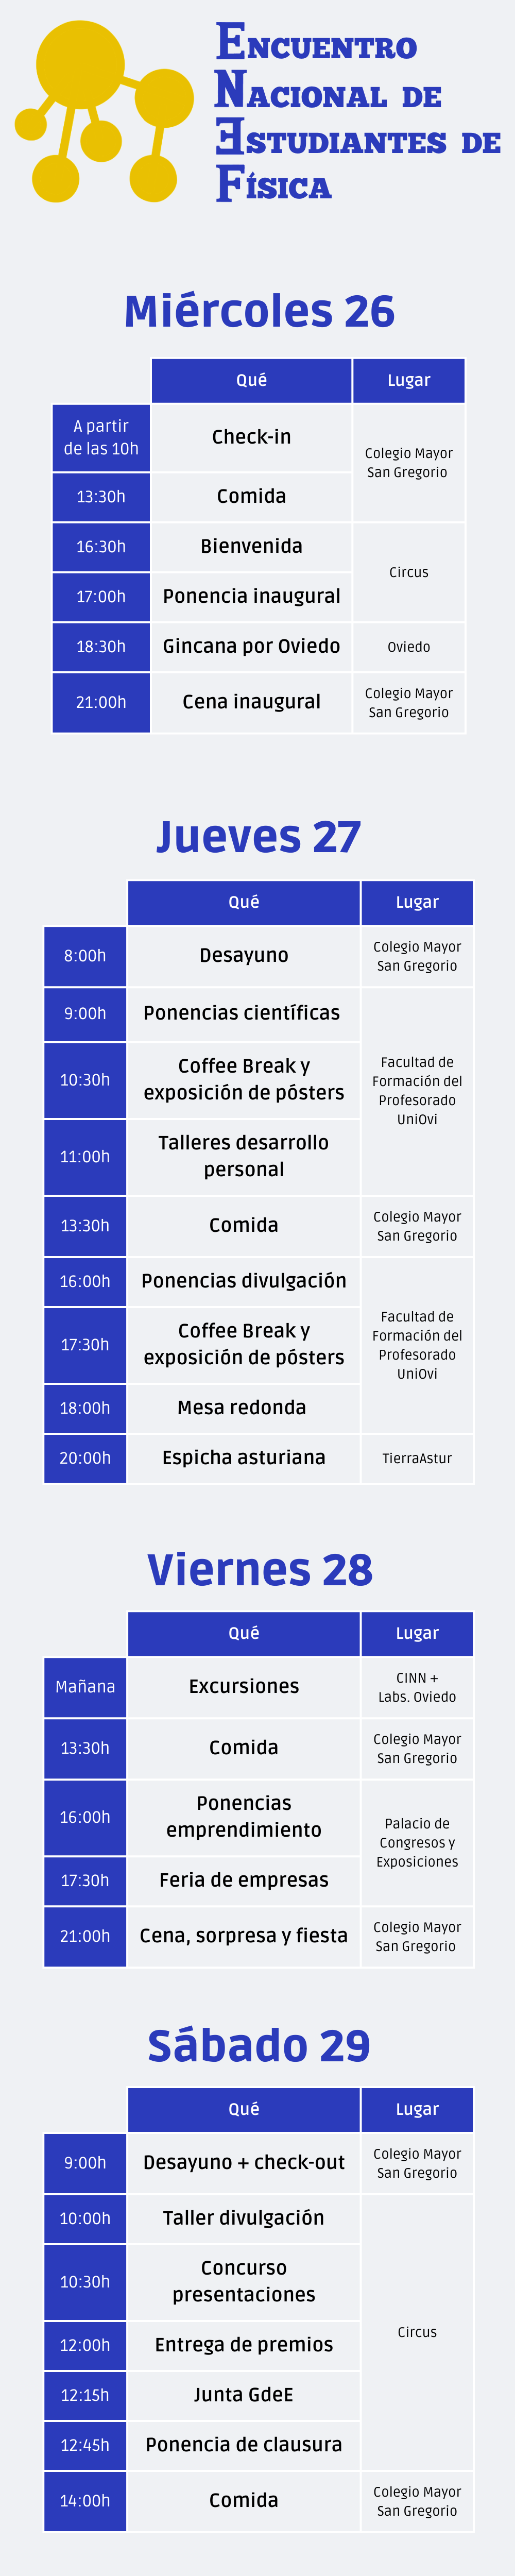 ENCUENTRO
NACIONAL DE
ESTUDIANTES DE
FÍSICA
Miércoles 26
Qué
Lugar
A partir
de las 10h
Check-in
Colegio Mayor
San Gregorio
13:30h
Comida
16:30h
Bienvenida
Circus
17:00h
Ponencia inaugural
18:30h
Gincana por Oviedo
Oviedo
21:00h
Cena inaugural
Colegio Mayor
San Gregorio
Jueves 27
Qué
Lugar
8:00h
Desayuno
Colegio Mayor
San Gregorio
9:00h
Ponencias científicas
Facultad de
Formación del
Profesorado
UniOvi
10:30h
Coffee Break y
exposición de pósters
11:00h
Talleres desarrollo
personal
13:30h
Comida
Colegio Mayor
San Gregorio
16:00h
Ponencias divulgación
Facultad de
Formación del
Profesorado
UniOvi
17:30h
Coffee Break y
exposición de pósters
18:00h
Mesa redonda
20:00h
Espicha asturiana
TierraAstur
Viernes 28
Qué
Lugar
Mañana
Excursiones
CINN +
Labs. Oviedo
13:30h
Comida
Colegio Mayor
San Gregorio
16:00h
Ponencias
emprendimiento
Palacio de
Congresos y
Exposiciones
17:30h
Feria de empresas
21:00h
Cena, sorpresa y fiesta
Colegio Mayor
San Gregorio
Sábado 29
Qué
Lugar
9:00h
Desayuno + check-out
Colegio Mayor
San Gregorio
10:00h
Taller divulgación
Circus
10:30h
Concurso
presentaciones
12:00h
Entrega de premios
12:15h
Junta GdeE
12:45h
Ponencia de clausura
14:00h
Comida
Colegio Mayor
San Gregorio